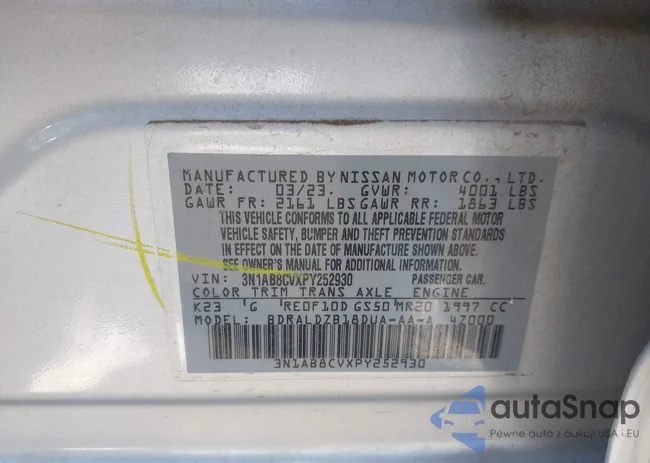 MANUFACTURED BY NISSAN MOTOR CO., LTD.
DATE: 03/23. GVWR: 4001 LBS
GAWR FR: 2161 LBS GAWR RR: 1863 LBS
THIS VEHICLE CONFORMS TO ALL APPLICABLE FEDERAL MOTOR
VEHICLE SAFETY, BUMPER AND THEFT PREVENTION STANDARDS
IN EFFECT ON THE DATE OF MANUFACTURE SHOWN ABOVE.
SEE OWNER'S MANUAL FOR ADDITIONAL INFORMATION.
VIN: 3N1AB8CVXPY252930 PASSENGER CAR.
COLOR TRIM TRANS AXLE ENGINE
K23 G RE0F10D GS50 MR20 1997 CC
MODEL: BDRALDZB18DUA-AA-A 47000
3N1AB8CVXPY252930
autaSnap
Pewne auta z aukcji USA i EU